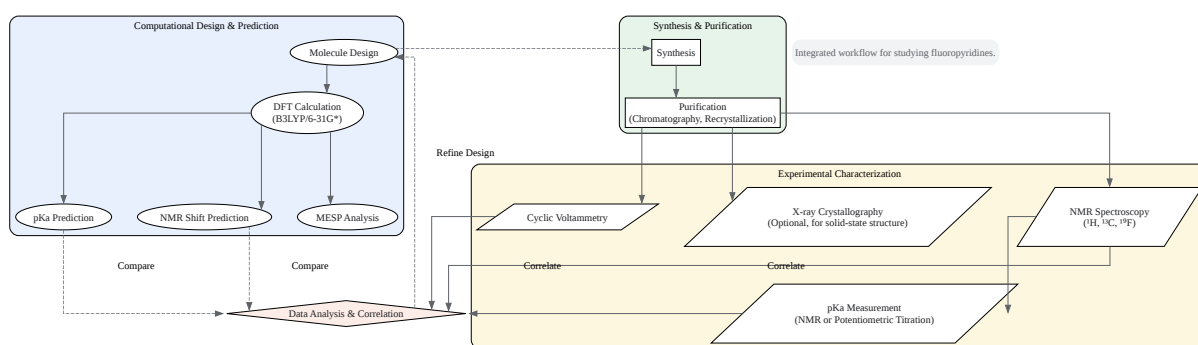 Computational Design & Prediction
Synthesis & Purification
Molecule Design
Synthesis
Integrated workflow for studying fluoropyridines.
DFT Calculation
(B3LYP/6-31G*)
Purification
(Chromatography, Recrystallization)
Refine Design
Experimental Characterization
pKa Prediction
NMR Shift Prediction
MESP Analysis
Cyclic Voltammetry
X-ray Crystallography
(Optional, for solid-state structure)
NMR Spectroscopy
(¹H, ¹³C, ¹⁹F)
Compare
Compare
Correlate
Correlate
Data Analysis & Correlation
pKa Measurement
(NMR or Potentiometric Titration)